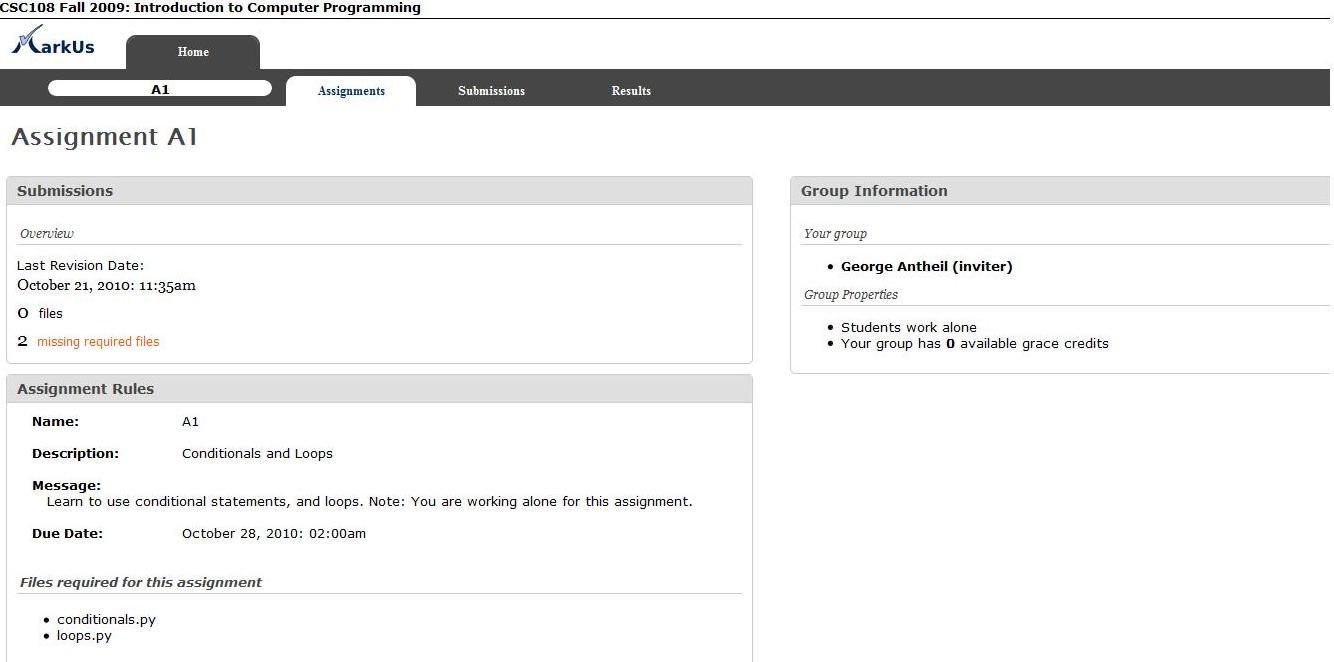 CSC108 Fall 2009: Introduction to Computer Programming
MarkUs
Home
A1
Assignments
Submissions
Results
Assignment A1
Submissions
Overview
Last Revision Date:
October 21, 2010: 11:35am
0 files
2 missing required files
Assignment Rules
Name: A1
Description: Conditionals and Loops
Message:
Learn to use conditional statements, and loops. Note: You are working alone for this assignment.
Due Date: October 28, 2010: 02:00am
Files required for this assignment
• conditionals.py
• loops.py
Group Information
Your group
• George Antheil (inviter)
Group Properties
• Students work alone
• Your group has 0 available grace credits